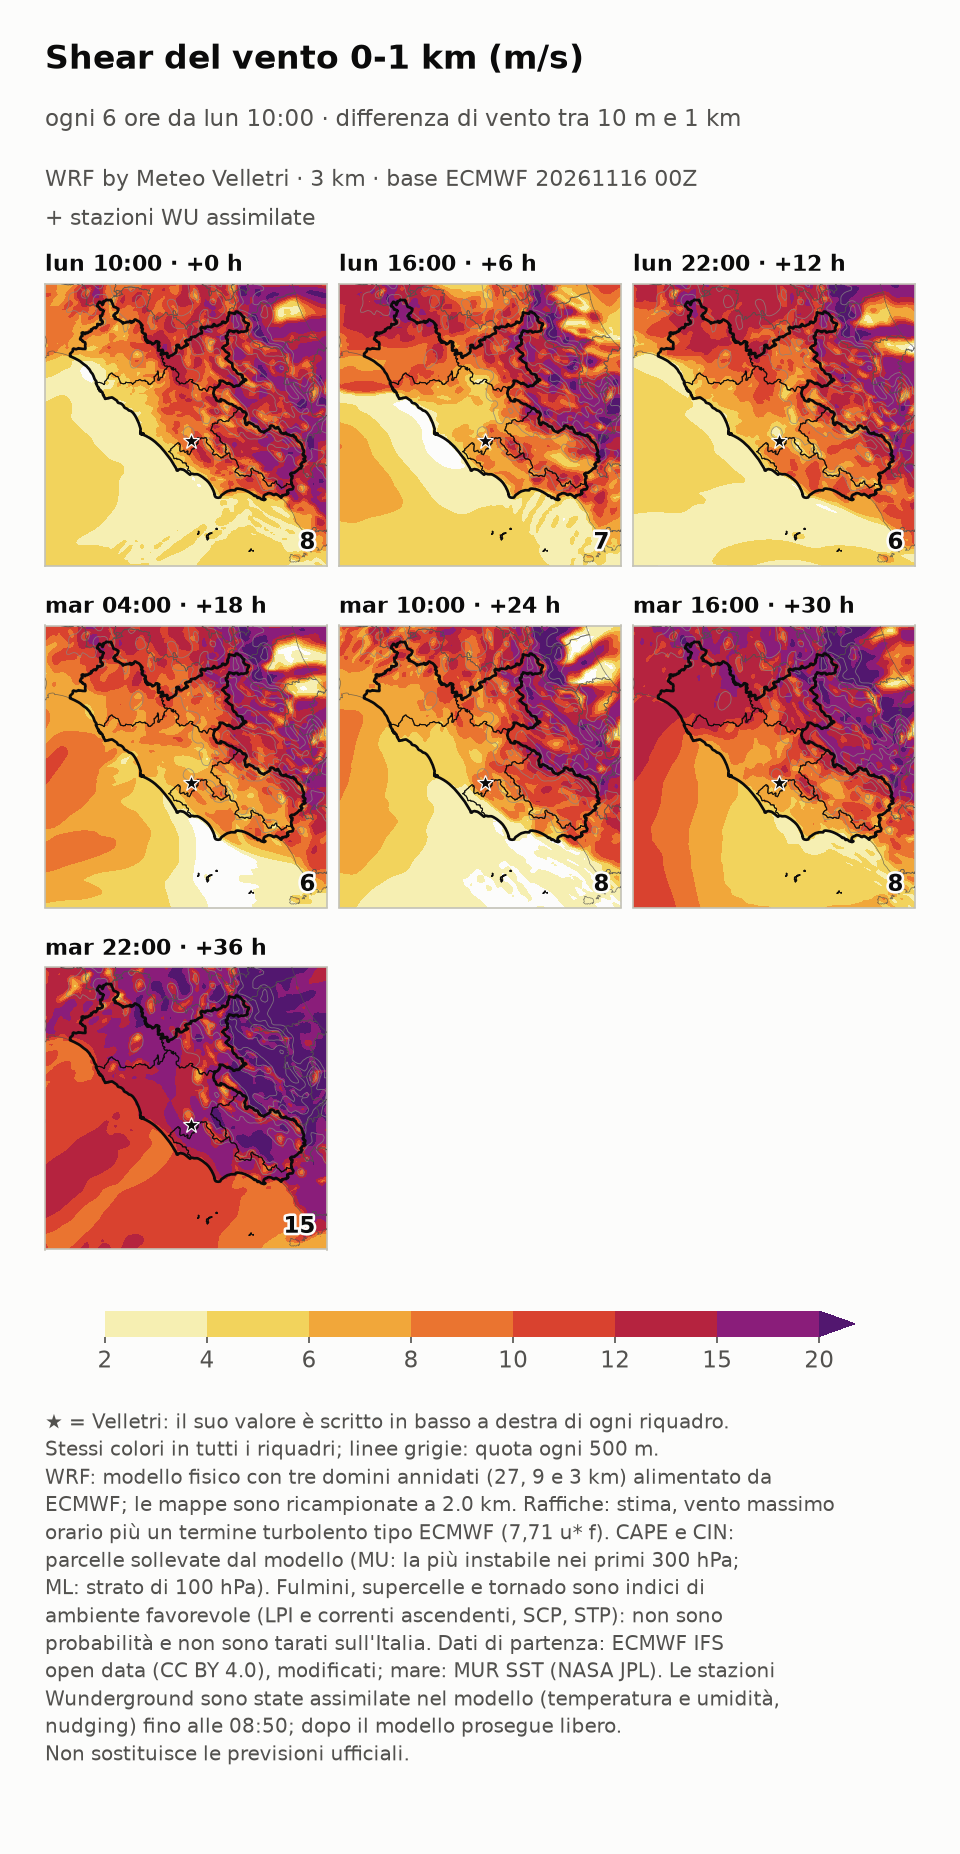 Shear del vento 0-1 km (m/s)
ogni 6 ore da lun 10:00 · differenza di vento tra 10 m e 1 km
WRF by Meteo Velletri · 3 km · base ECMWF 20261116 00Z
+ stazioni WU assimilate
lun 10:00 · +0 h
lun 16:00 · +6 h
lun 22:00 · +12 h
8
7
6
mar 04:00 · +18 h
mar 10:00 · +24 h
mar 16:00 · +30 h
6
8
8
mar 22:00 · +36 h
15
2 4 6 8 10 12 15 20
★ = Velletri: il suo valore è scritto in basso a destra di ogni riquadro.
Stessi colori in tutti i riquadri; linee grigie: quota ogni 500 m.
WRF: modello fisico con tre domini annidati (27, 9 e 3 km) alimentato da
ECMWF; le mappe sono ricampionate a 2.0 km. Raffiche: stima, vento massimo
orario più un termine turbolento tipo ECMWF (7,71 u* f). CAPE e CIN:
parcelle sollevate dal modello (MU: la più instabile nei primi 300 hPa;
ML: strato di 100 hPa). Fulmini, supercelle e tornado sono indici di
ambiente favorevole (LPI e correnti ascendenti, SCP, STP): non sono
probabilità e non sono tarati sull'Italia. Dati di partenza: ECMWF IFS
open data (CC BY 4.0), modificati; mare: MUR SST (NASA JPL). Le stazioni
Wunderground sono state assimilate nel modello (temperatura e umidità,
nudging) fino alle 08:50; dopo il modello prosegue libero.
Non sostituisce le previsioni ufficiali.